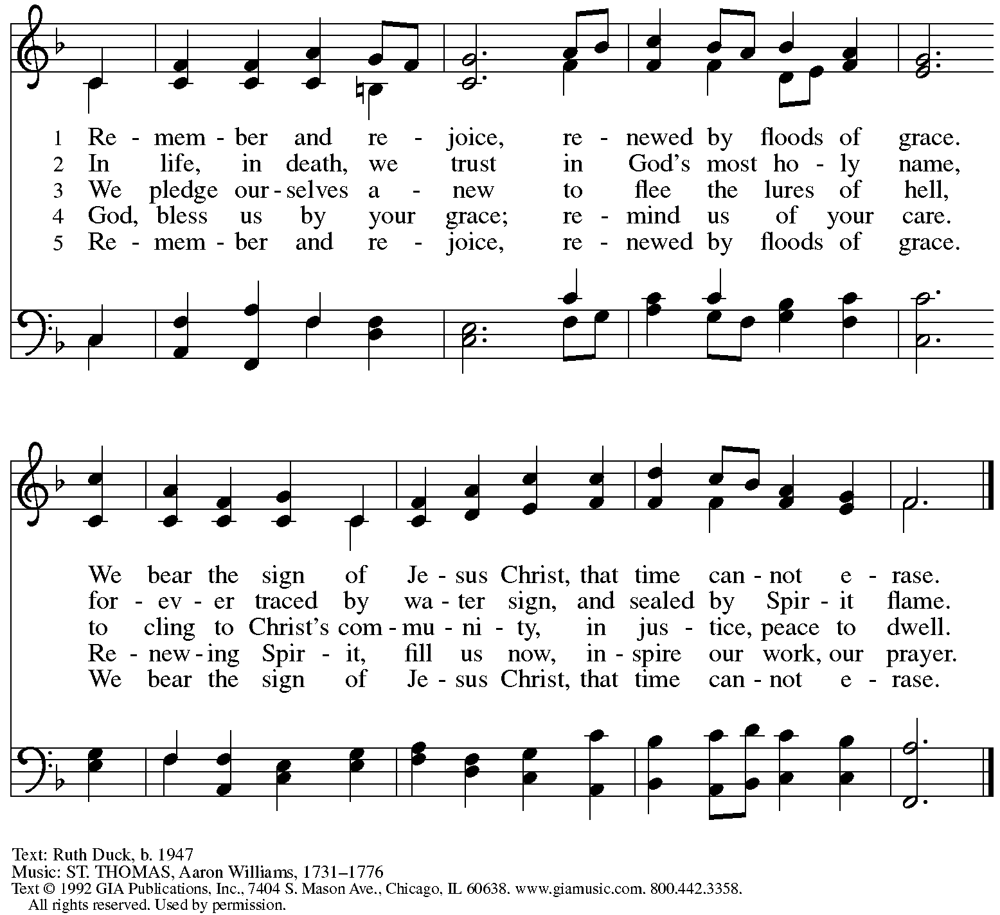 1 Re - mem - ber and re - joice, re - newed by floods of grace.
2 In life, in death, we trust in God's most ho - ly name,
3 We pledge our - selves a - new to flee the lures of hell,
4 God, bless us by your grace; re - mind us of your care.
5 Re - mem - ber and re - joice, re - newed by floods of grace.
We bear the sign of Je - sus Christ, that time can - not e - rase.
for - ev - er traced by wa - ter sign, and sealed by Spir - it flame.
to cling to Christ's com - mu - ni - ty, in jus - tice, peace to dwell.
Re - new - ing Spir - it, fill us now, in - spire our work, our prayer.
We bear the sign of Je - sus Christ, that time can - not e - rase.
Text: Ruth Duck, b. 1947
Music: ST. THOMAS, Aaron Williams, 1731–1776
Text © 1992 GIA Publications, Inc., 7404 S. Mason Ave., Chicago, IL 60638. www.giamusic.com. 800.442.3358.
All rights reserved. Used by permission.